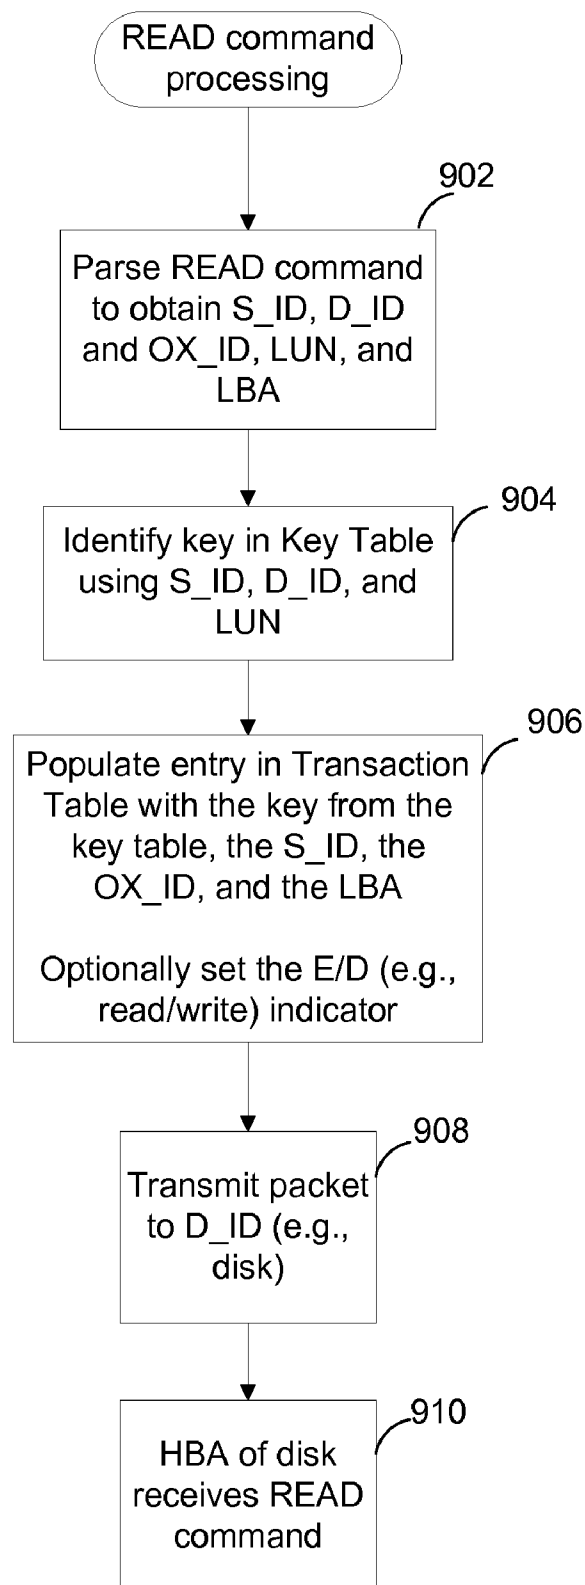 READ command
processing
902
Parse READ command
to obtain S_ID, D_ID
and OX_ID, LUN, and
LBA
904
Identify key in Key Table
using S_ID, D_ID, and
LUN
906
Populate entry in Transaction
Table with the key from the
key table, the S_ID, the
OX_ID, and the LBA
Optionally set the E/D (e.g.,
read/write) indicator
908
Transmit packet
to D_ID (e.g.,
disk)
910
HBA of disk
receives READ
command